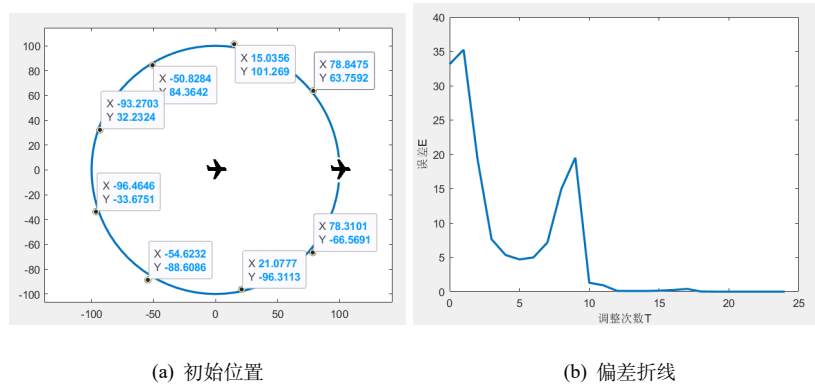 100
80
60
40
20
0
-20
-40
-60
-80
-100
-100
-50
0
50
100
X 15.0356
Y 101.269
X 78.8475
Y 63.7592
X -50.8284
Y 84.3642
X -93.2703
Y 32.2324
X -96.4646
Y -33.6751
X -54.6232
Y -88.6086
X 21.0777
Y -96.3113
X 78.3101
Y -66.5691
(a) 初始位置
40
35
30
25
20
15
10
5
0
误差E
0
5
10
15
20
25
调整次数T
(b) 偏差折线